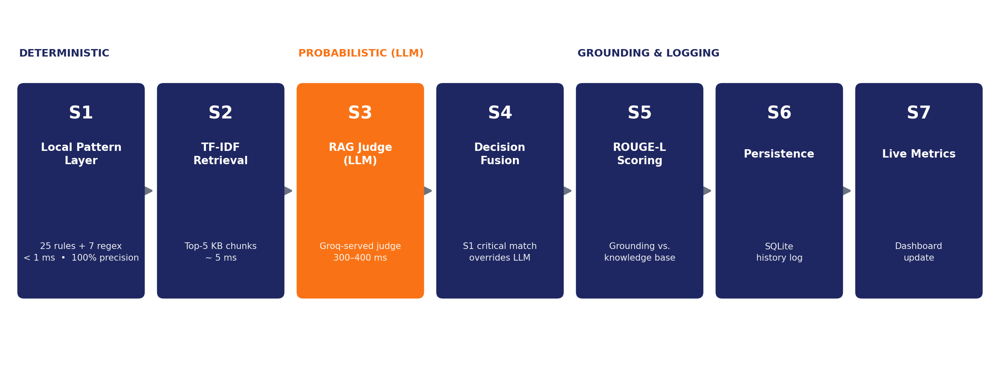 DETERMINISTIC
PROBABILISTIC (LLM)
GROUNDING & LOGGING
S1
Local Pattern
Layer
25 rules + 7 regex
< 1 ms • 100% precision
S2
TF-IDF
Retrieval
Top-5 KB chunks
~ 5 ms
S3
RAG Judge
(LLM)
Groq-served judge
300–400 ms
S4
Decision
Fusion
S1 critical match
overrides LLM
S5
ROUGE-L
Scoring
Grounding vs.
knowledge base
S6
Persistence
SQLite
history log
S7
Live Metrics
Dashboard
update